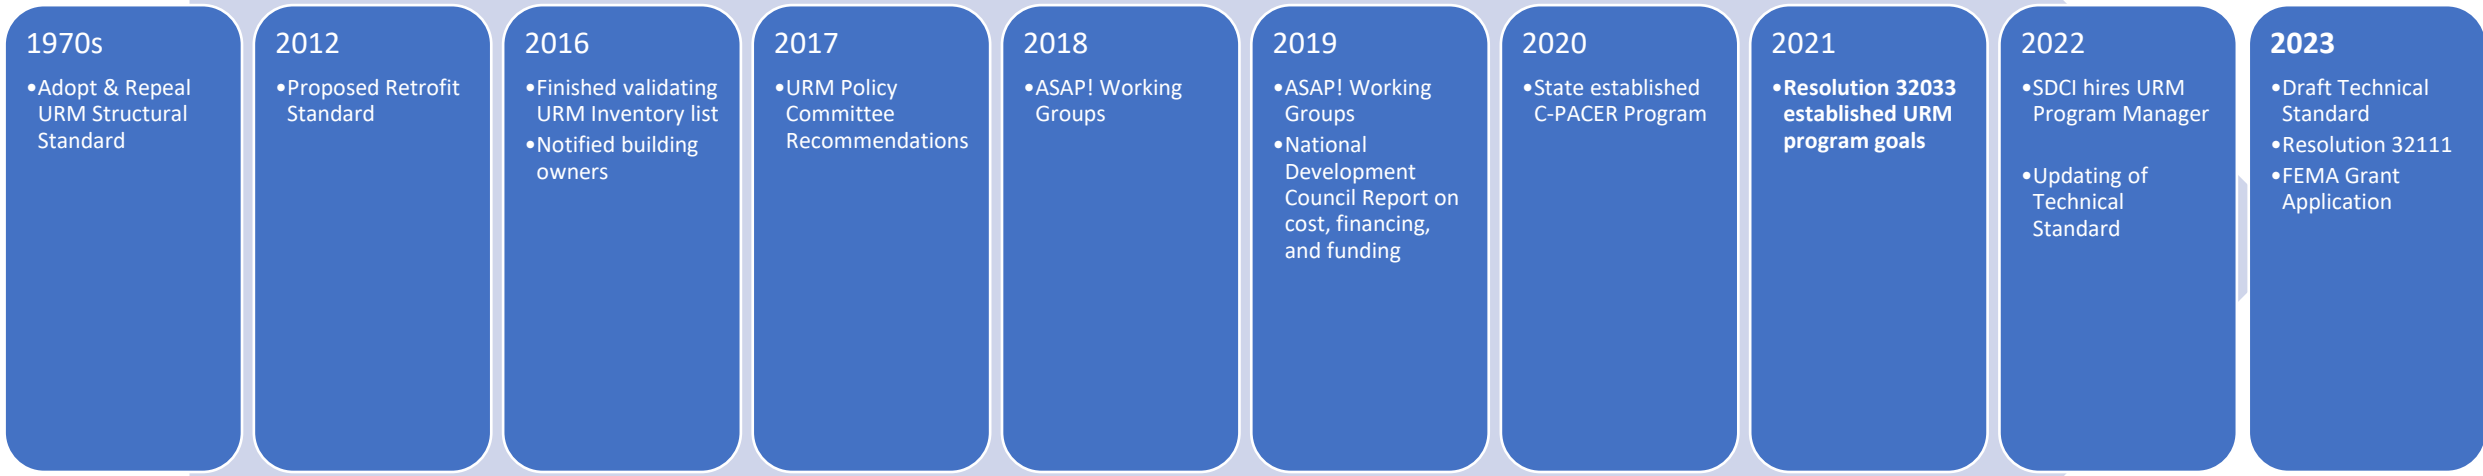 1970s
•Adopt & Repeal
URM Structural
Standard
2012
•Proposed Retrofit
Standard
2016
•Finished validating
URM Inventory list
•Notified building
owners
2017
•URM Policy
Committee
Recommendations
2018
•ASAP! Working
Groups
2019
•ASAP! Working
Groups
•National
Development
Council Report on
cost, financing,
and funding
2020
•State established
C-PACER Program
2021
•Resolution 32033
established URM
program goals
2022
•SDCI hires URM
Program Manager
•Updating of
Technical
Standard
2023
•Draft Technical
Standard
•Resolution 32111
•FEMA Grant
Application